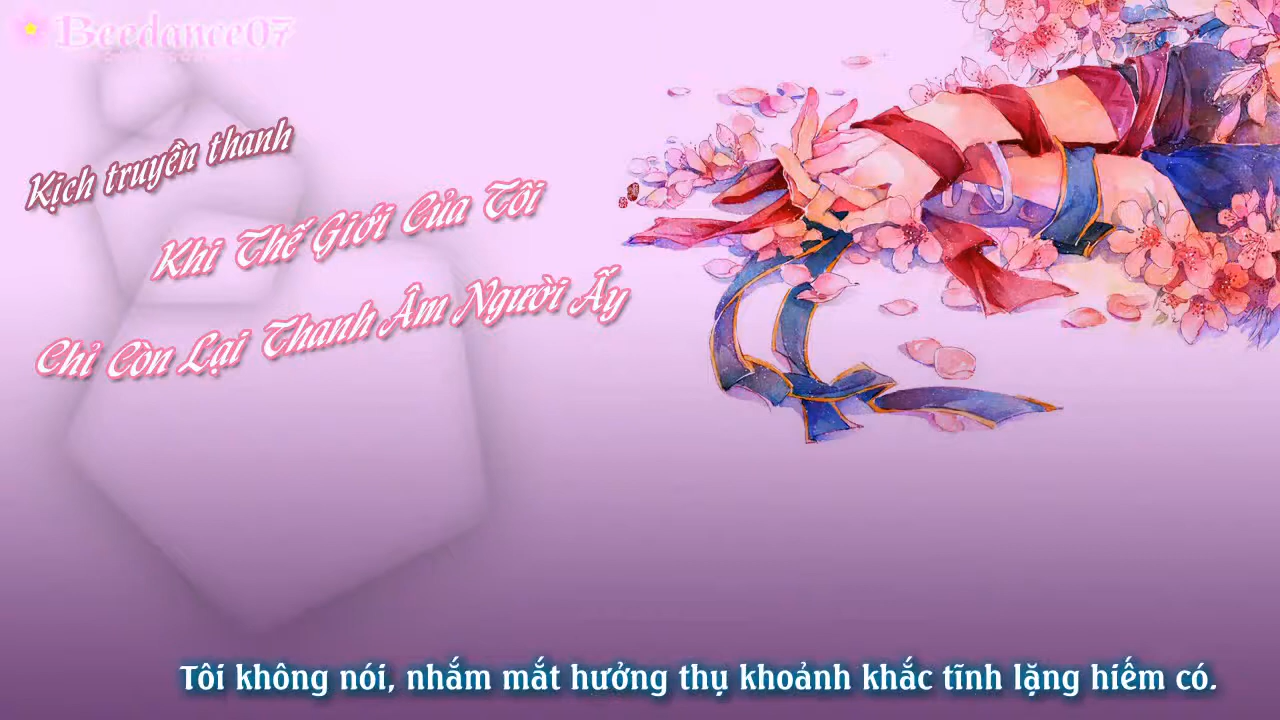 Beedance07
Kịch truyền thanh
Khi Thế Giới Của Tôi
Chỉ Còn Lại Thanh Âm Người Ấy
Tôi không nói, nhắm mắt hưởng thụ khoảnh khắc tĩnh lặng hiếm có.